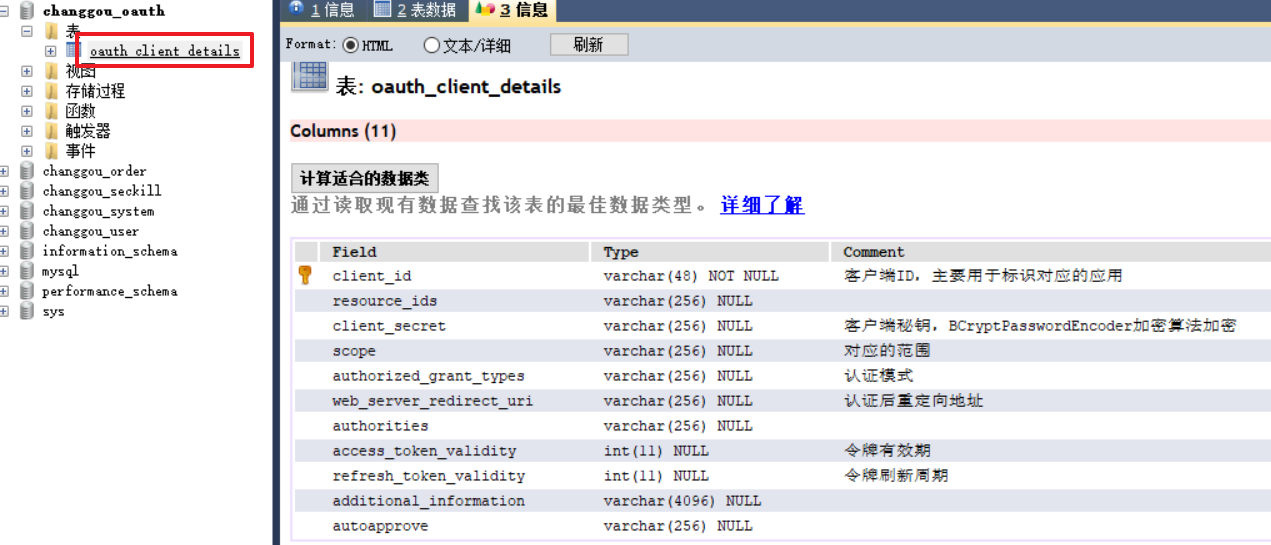 changgou_oauth
表
oauth_client_details
视图
存储过程
函数
触发器
事件
changgou_order
changgou_seckill
changgou_system
changgou_user
information_schema
mysql
performance_schema
sys
1 信息 2 表数据 3 信息
Format: HTML 文本/详细 刷新
表: oauth_client_details
Columns (11)
计算适合的数据类
通过读取现有数据查找该表的最佳数据类型。 详细了解
Field Type Comment
client_id varchar(48) NOT NULL 客户端ID，主要用于标识对应的应用
resource_ids varchar(256) NULL
client_secret varchar(256) NULL 客户端秘钥，BCryptPasswordEncoder加密算法加密
scope varchar(256) NULL 对应的范围
authorized_grant_types varchar(256) NULL 认证模式
web_server_redirect_uri varchar(256) NULL 认证后重定向地址
authorities varchar(256) NULL
access_token_validity int(11) NULL 令牌有效期
refresh_token_validity int(11) NULL 令牌刷新周期
additional_information varchar(4096) NULL
autoapprove varchar(256) NULL